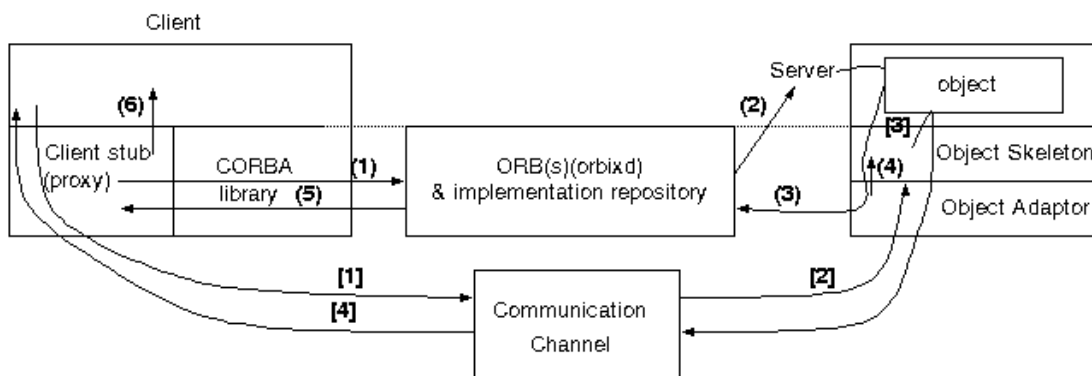 Client
Server
object
(6)
(2)
[3]
Client stub
(proxy)
CORBA
library
(1)
(5)
ORB(s)(orbixd)
& implementation repository
(3)
(4)
Object Skeleton
Object Adaptor
[1]
[4]
Communication
Channel
[2]